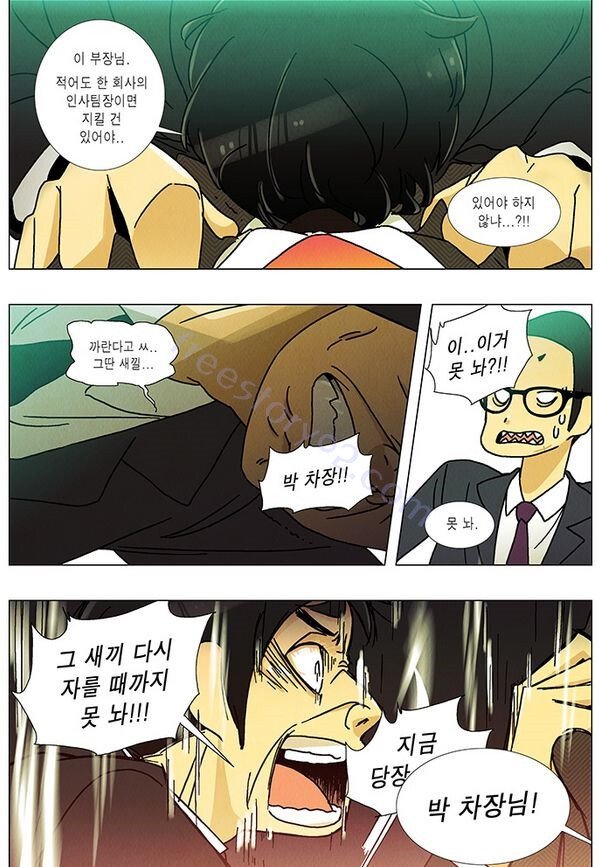 이 부장님.
적어도 한 회사의
인사팀장이면
지킬 건
있어야..
있어야 하지
않냐...?!!
까란다고 ㅆ..
그딴 새낄...
박 차장!!
이..이거
못 놔?!!
못 놔.
그 새끼 다시
자를 때까지
못 놔!!!
지금
당장
박 차장님!
freestoryop2.com